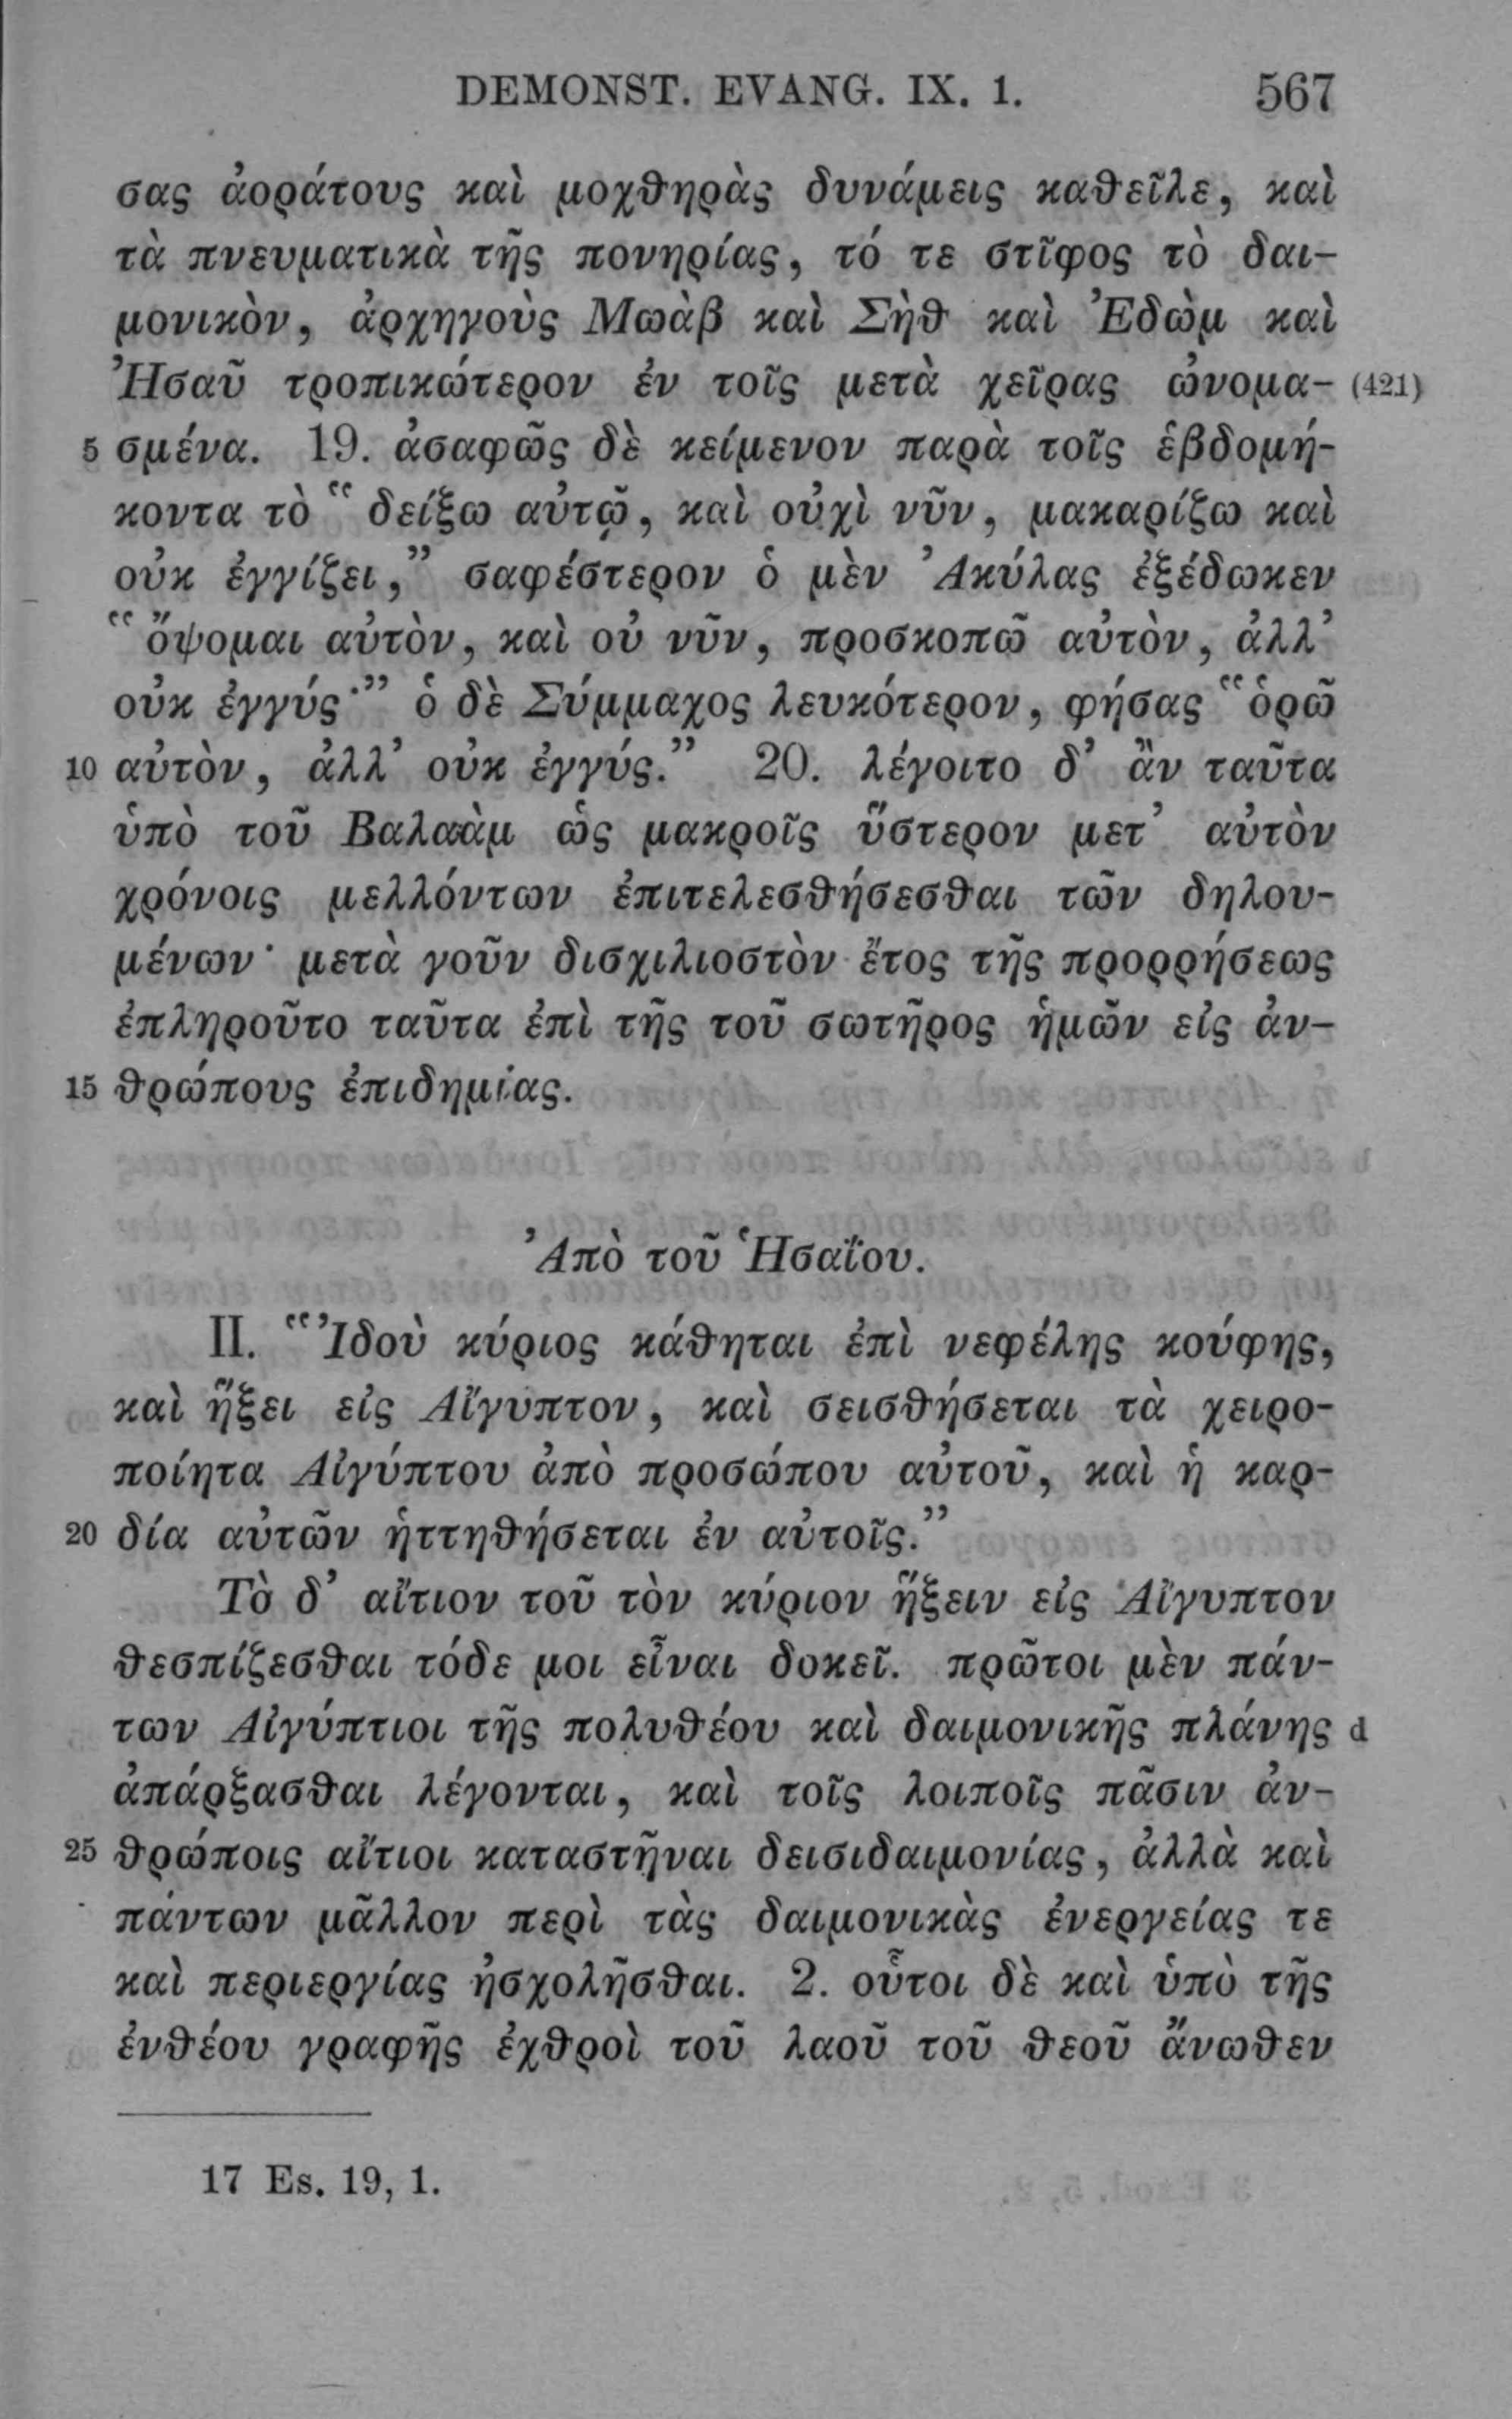 DEMONST. EVANG. IX. 1. 567
σας ἀοράτους καὶ μοχθηρὰς δυνάμεις καθεῖλε, καὶ
τὰ πνευματικὰ τῆς πονηρίας, τό τε στῖφος τὸ δαι-
μονικὸν, ἀρχηγοὺς Μωὰβ καὶ Σὴθ καὶ Ἐδὼμ καὶ
Ἠσαῦ τροπικώτερον ἐν τοῖς μετὰ χεῖρας ὠνομα- (421)
5 σμένα. 19. ἀσαφῶς δὲ κείμενον παρὰ τοῖς ἑβδομή-
κοντα τὸ “ δείξω αὐτῷ, καὶ οὐχὶ νῦν, μακαρίζω καὶ
οὐκ ἐγγίζει,” σαφέστερον ὁ μὲν Ἀκύλας ἐξέδωκεν
“ὄψομαι αὐτὸν, καὶ οὐ νῦν, προσκοπῶ αὐτὸν, ἀλλ’
οὐκ ἐγγύς·” ὁ δὲ Σύμμαχος λευκότερον, φήσας “ὁρῶ
10 αὐτὸν, ἀλλ’ οὐκ ἐγγύς.” 20. λέγοιτο δ’ ἂν ταῦτα
ὑπὸ τοῦ Βαλαὰμ ὡς μακροῖς ὕστερον μετ’ αὐτὸν
χρόνοις μελλόντων ἐπιτελεσθήσεσθαι τῶν δηλου-
μένων· μετὰ γοῦν δισχιλιοστὸν ἔτος τῆς προρρήσεως
ἐπληροῦτο ταῦτα ἐπὶ τῆς τοῦ σωτῆρος ἡμῶν εἰς ἀν-
15 θρώπους ἐπιδημίας.
Ἀπὸ τοῦ Ἡσαΐου.
II. “Ἰδοὺ κύριος κάθηται ἐπὶ νεφέλης κούφης,
καὶ ἥξει εἰς Αἴγυπτον, καὶ σεισθήσεται τὰ χειρο-
ποίητα Αἰγύπτου ἀπὸ προσώπου αὐτοῦ, καὶ ἡ καρ-
20 δία αὐτῶν ἡττηθήσεται ἐν αὐτοῖς.”
Τὸ δ’ αἴτιον τοῦ τὸν κύριον ἥξειν εἰς Αἴγυπτον
θεσπίζεσθαι τόδε μοι εἶναι δοκεῖ. πρῶτοι μὲν πάν-
των Αἰγύπτιοι τῆς πολυθέου καὶ δαιμονικῆς πλάνης d
ἀπάρξασθαι λέγονται, καὶ τοῖς λοιποῖς πᾶσιν ἀν-
25 θρώποις αἴτιοι καταστῆναι δεισιδαιμονίας, ἀλλὰ καὶ
πάντων μᾶλλον περὶ τὰς δαιμονικὰς ἐνεργείας τε
καὶ περιεργίας ἠσχολῆσθαι. 2. οὗτοι δὲ καὶ ὑπὸ τῆς
ἐνθέου γραφῆς ἐχθροὶ τοῦ λαοῦ τοῦ θεοῦ ἄνωθεν
17 Es. 19, 1.